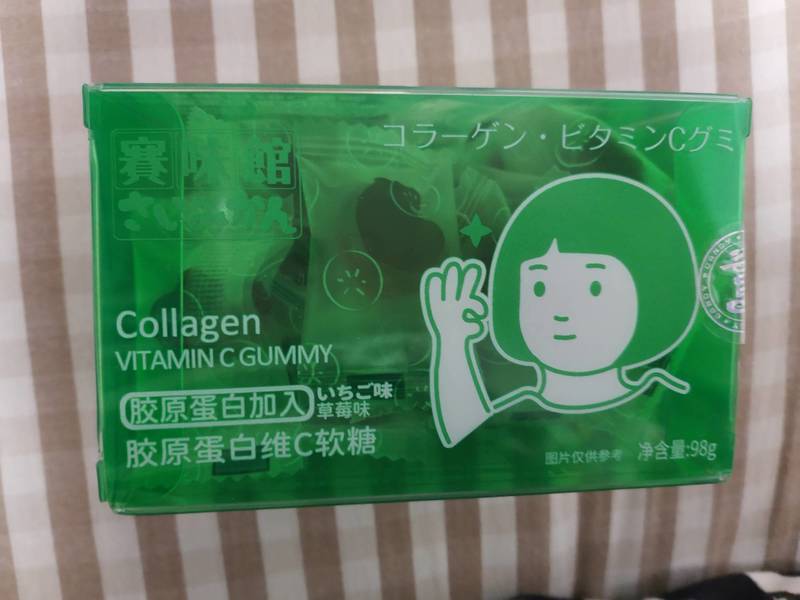 コラーゲン・ビタミンCグミ
賽味館
Collagen
VITAMIN C GUMMY
胶原蛋白加入
いちご味
草莓味
胶原蛋白维C软糖
图片仅供参考
净含量:98g